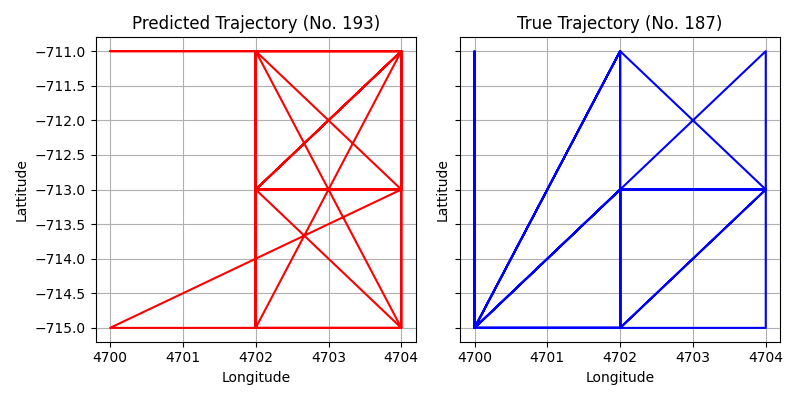 Predicted Trajectory (No. 193)
True Trajectory (No. 187)
−711.0
−711.5
−712.0
−712.5
−713.0
−713.5
−714.0
−714.5
−715.0
Lattitude
Lattitude
4700 4701 4702 4703 4704
4700 4701 4702 4703 4704
Longitude
Longitude